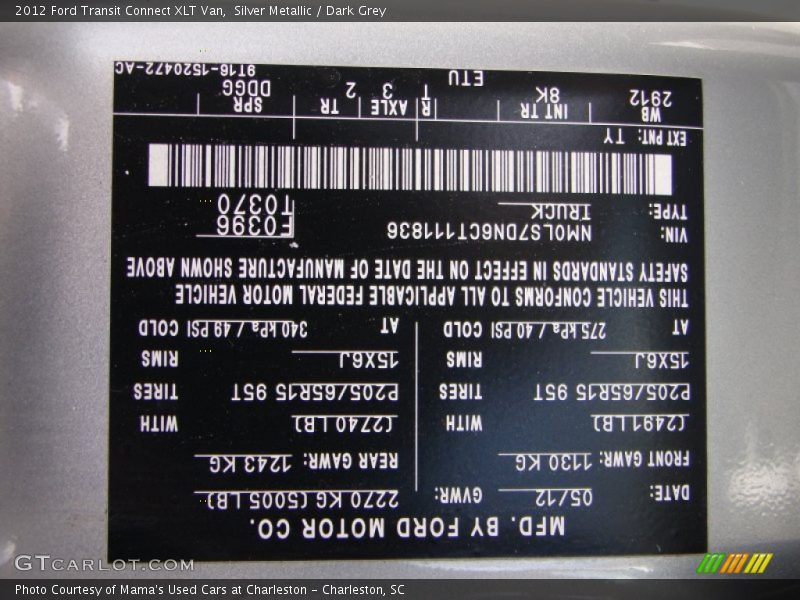 2012 Ford Transit Connect XLT Van,  Silver Metallic / Dark Grey
MFD. BY FORD MOTOR CO.
DATE: 05/12 GVWR: 2270 KG (5005 LB)
FRONT GAWR: 1130 KG REAR GAWR: 1243 KG
(2491 LB) WITH (2740 LB) WITH
P205/65R15 95T TIRES P205/65R15 95T TIRES
15X6J RIMS 15X6J RIMS
AT 275 kPa / 40 PSI COLD AT 340 kPa / 49 PSI COLD
THIS VEHICLE CONFORMS TO ALL APPLICABLE FEDERAL MOTOR VEHICLE
SAFETY STANDARDS IN EFFECT ON THE DATE OF MANUFACTURE SHOWN ABOVE
VIN: NM0LS7DN6CT111836 F0396
TYPE: TRUCK T0370
EXT PNT: TY
WB INT TR R AXLE TR SPR
2912 8K T 3 2 DDGG
ETU 9T16-1520472-AC
GTCARLOT.COM
Photo Courtesy of Mama's Used Cars at Charleston - Charleston, SC